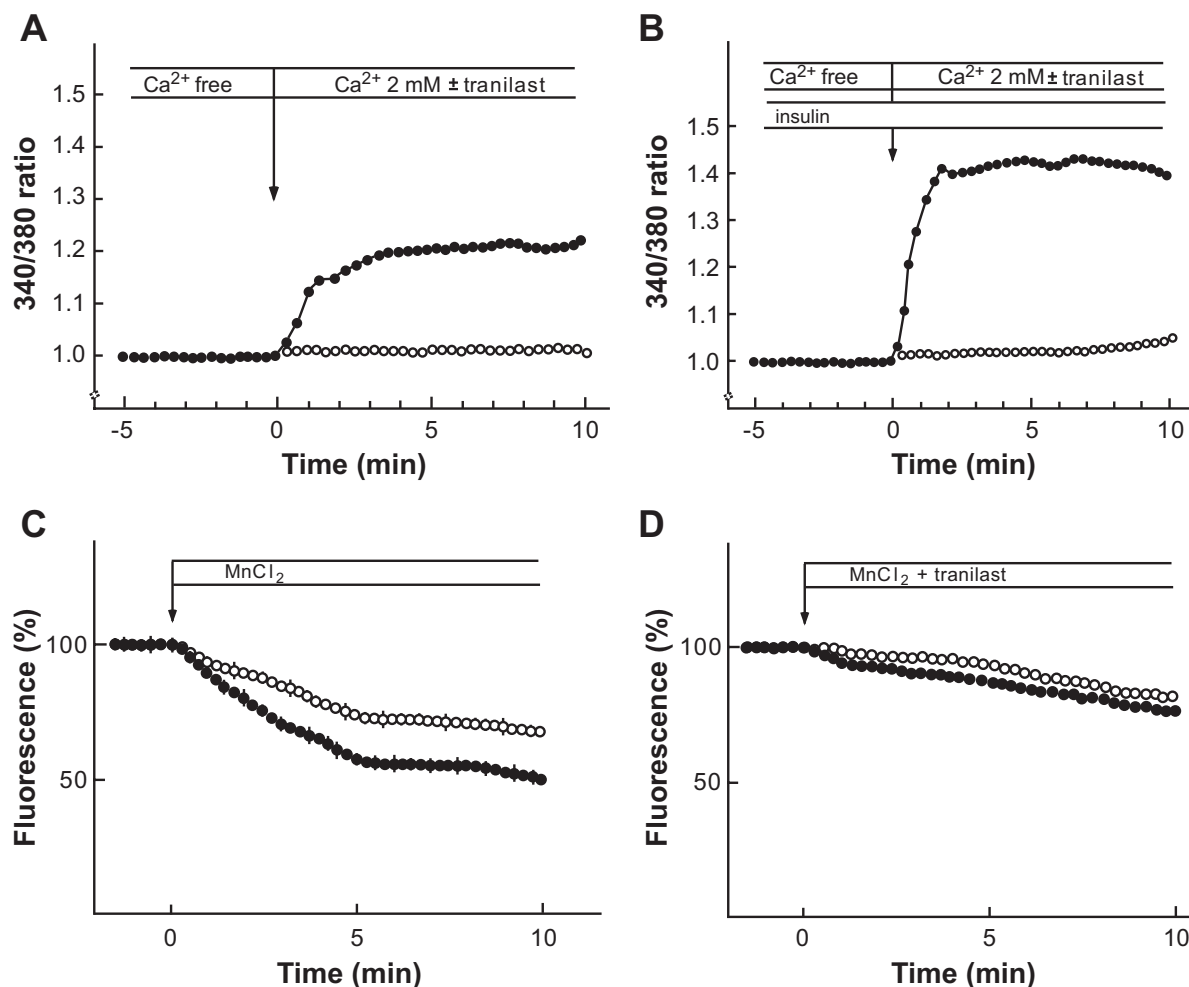 A
Ca2+ free
Ca2+ 2 mM ± tranilast
340/380 ratio
1.5
1.4
1.3
1.2
1.1
1.0
-5
0
5
10
Time (min)
B
Ca2+ free
Ca2+ 2 mM ± tranilast
insulin
340/380 ratio
1.5
1.4
1.3
1.2
1.1
1.0
-5
0
5
10
Time (min)
C
MnCl2
Fluorescence (%)
100
50
0
5
10
Time (min)
D
MnCl2 + tranilast
Fluorescence (%)
100
50
0
5
10
Time (min)